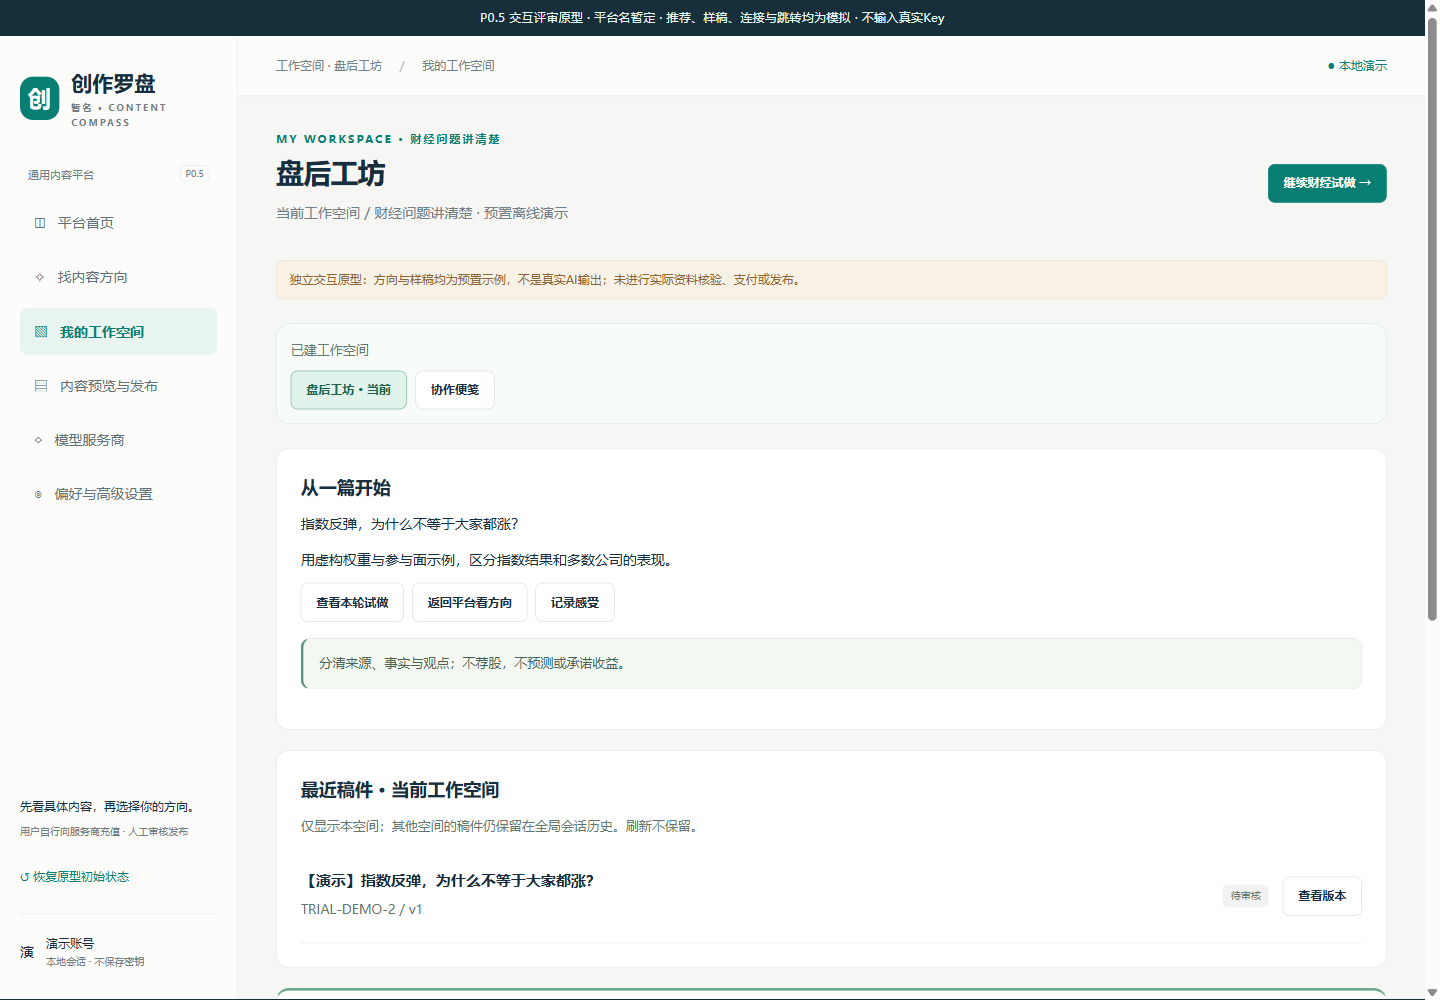 P0.5 交互评审原型 · 平台名暂定 · 推荐、样稿、连接与跳转均为模拟 · 不输入真实Key
创
创作罗盘
暂名 • CONTENT
COMPASS
通用内容平台
P0.5
平台首页
找内容方向
我的工作空间
内容预览与发布
模型服务商
偏好与高级设置
先看具体内容，再选择你的方向。
用户自行向服务商充值 · 人工审核发布
↺ 恢复原型初始状态
演
演示账号
本地会话 · 不保存密钥
工作空间 · 盘后工坊 / 我的工作空间
● 本地演示
MY WORKSPACE • 财经问题讲清楚
盘后工坊
当前工作空间 / 财经问题讲清楚 · 预置离线演示
继续财经试做 →
独立交互原型；方向与样稿均为预置示例，不是真实AI输出；未进行实际资料核验、支付或发布。
已建工作空间
盘后工坊 • 当前
协作便笺
从一篇开始
指数反弹，为什么不等于大家都涨？
用虚构权重与参与面示例，区分指数结果和多数公司的表现。
查看本轮试做
返回平台看方向
记录感受
分清来源、事实与观点；不荐股，不预测或承诺收益。
最近稿件 • 当前工作空间
仅显示本空间；其他空间的稿件仍保留在全局会话历史。刷新不保留。
【演示】指数反弹，为什么不等于大家都涨？
TRIAL-DEMO-2 / v1
待审核
查看版本